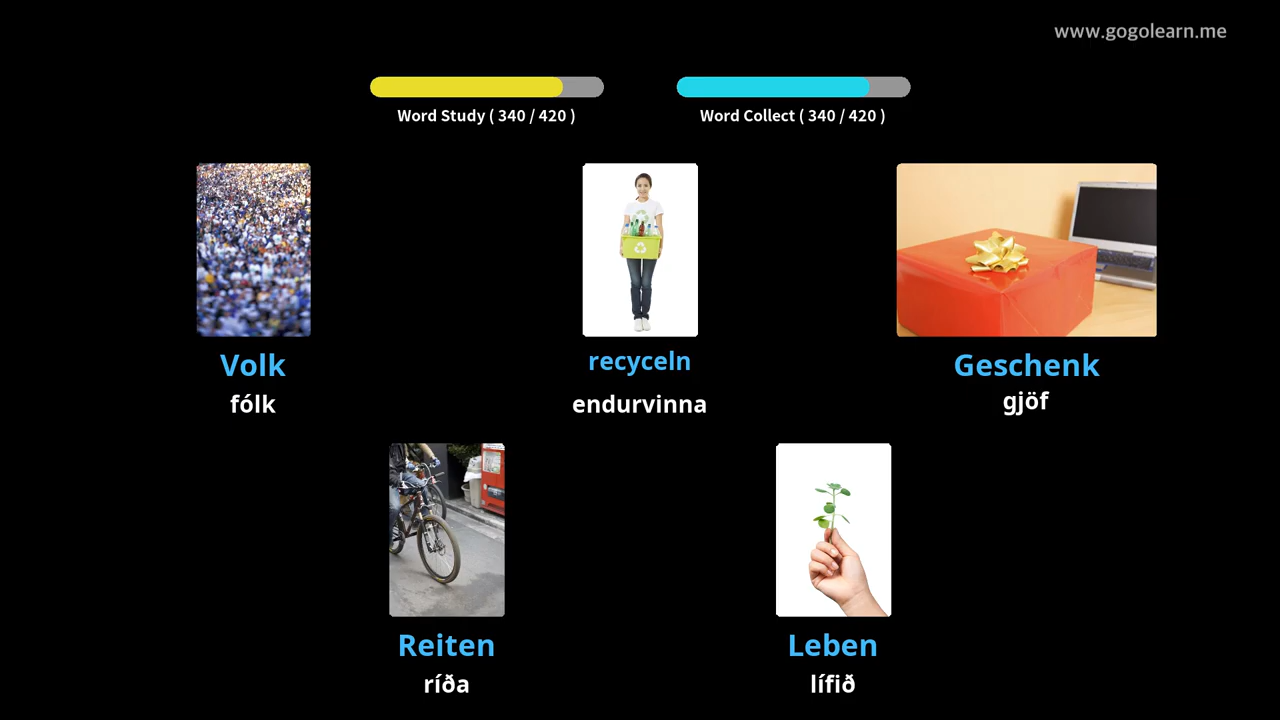 www.gogolearn.me
Word Study ( 340 / 420 )
Word Collect ( 340 / 420 )
Volk
fólk
recyceln
endurvinna
Geschenk
gjöf
Reiten
ríða
Leben
lífið